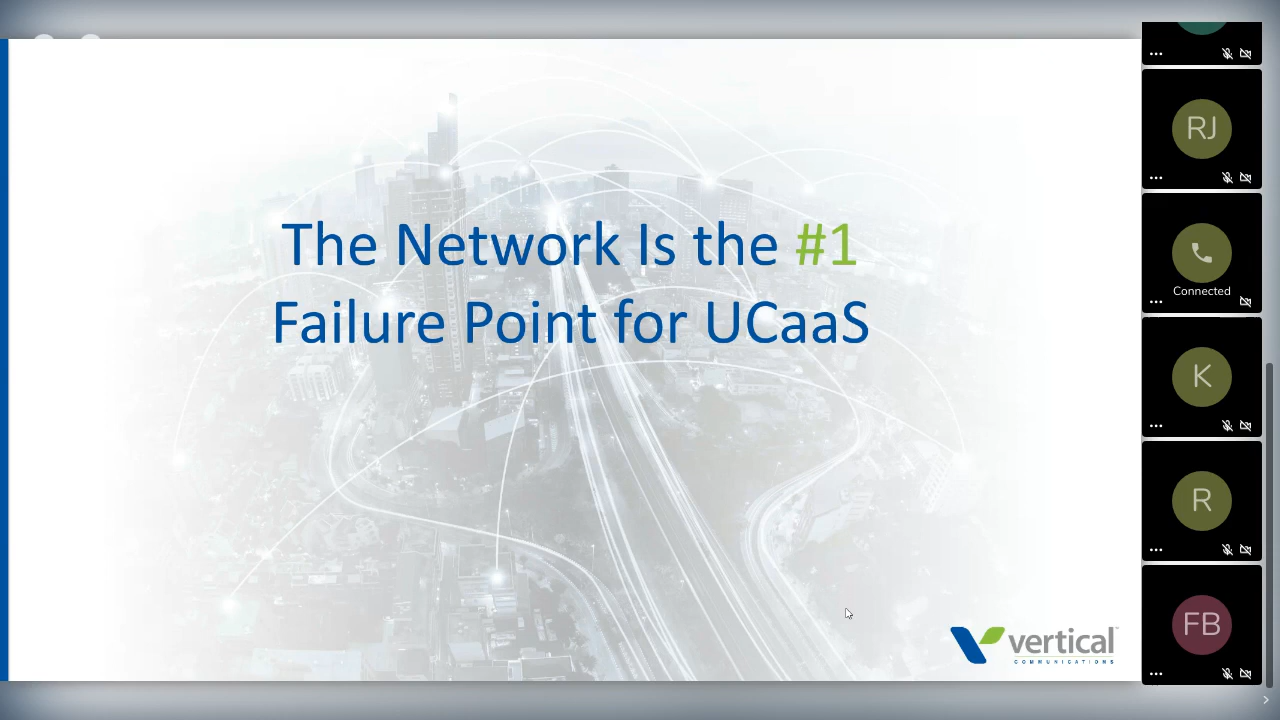 The Network Is the #1
Failure Point for UCaaS
vertical
COMMUNICATIONS
RJ
Connected
K
R
FB